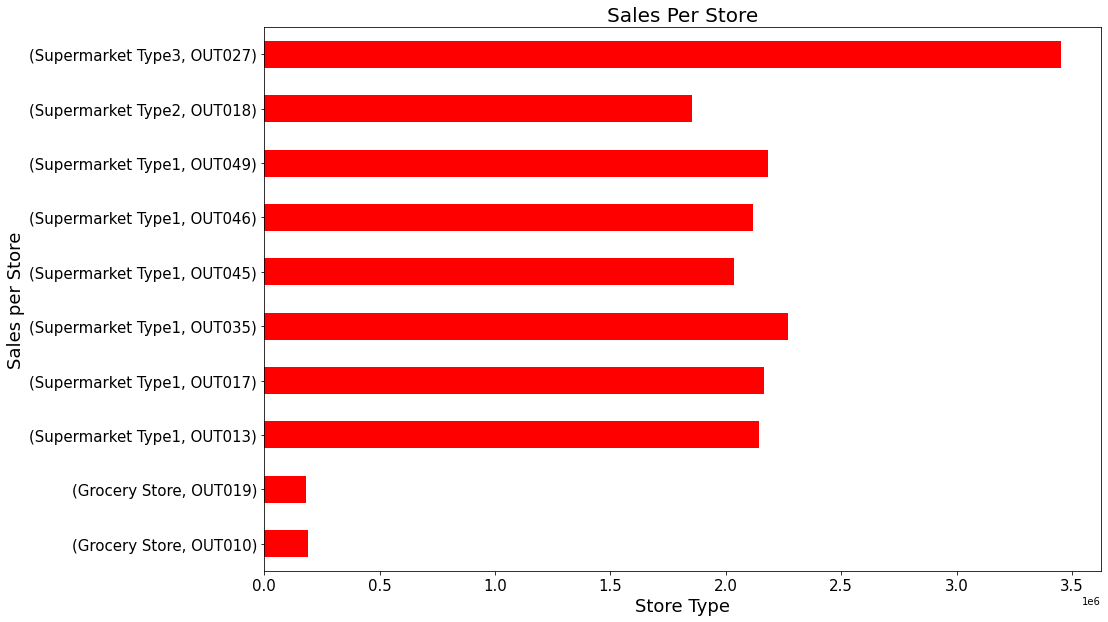 Sales Per Store
(Supermarket Type3, OUT027)
(Supermarket Type2, OUT018)
(Supermarket Type1, OUT049)
(Supermarket Type1, OUT046)
(Supermarket Type1, OUT045)
(Supermarket Type1, OUT035)
(Supermarket Type1, OUT017)
(Supermarket Type1, OUT013)
(Grocery Store, OUT019)
(Grocery Store, OUT010)
Sales per Store
0.0 0.5 1.0 1.5 2.0 2.5 3.0 3.5
1e6
Store Type